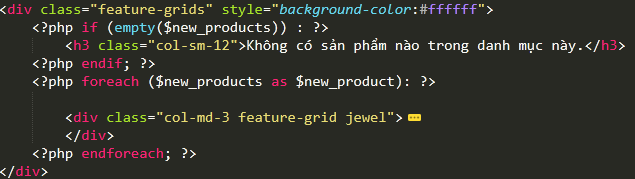 <div class="feature-grids" style="background-color:#ffffff">
<?php if (empty($new_products)) : ?>
<h3 class="col-sm-12">Không có sản phẩm nào trong danh mục này.</h3>
<?php endif; ?>
<?php foreach ($new_products as $new_product): ?>
<div class="col-md-3 feature-grid jewel">
</div>
<?php endforeach; ?>
</div>